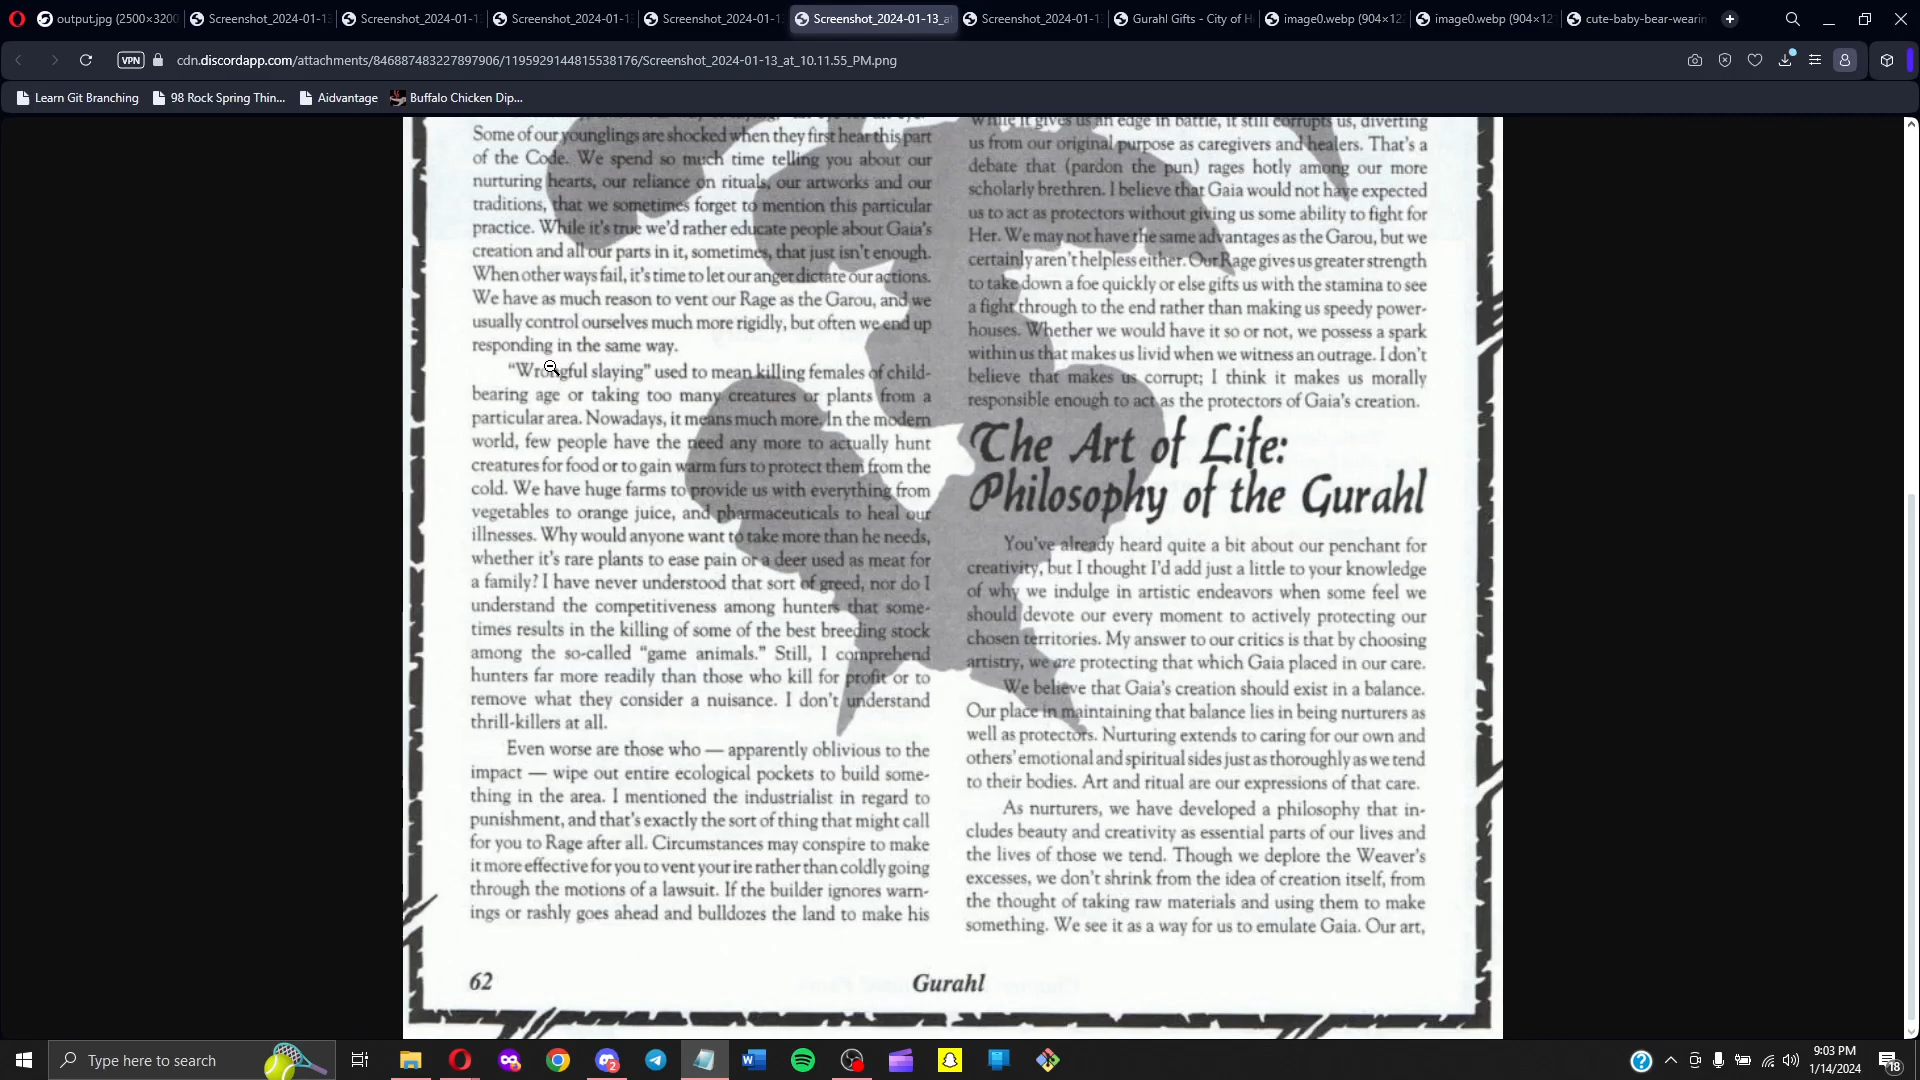 output.jpg (2500×3200
Screenshot_2024-01-13_
Screenshot_2024-01-13_
Screenshot_2024-01-13_
Screenshot_2024-01-13_
Screenshot_2024-01-13_a
Screenshot_2024-01-13_
Gurahl Gifts - City of H
image0.webp (904×12
image0.webp (904×12
cute-baby-bear-wearin
VPN
cdn.discordapp.com/attachments/846887483227897906/1195929144815538176/Screenshot_2024-01-13_at_10.11.55_PM.png
Learn Git Branching
98 Rock Spring Thin...
Aidvantage
Buffalo Chicken Dip...
Some of our younglings are shocked when they first hear this part
of the Code. We spend so much time telling you about our
nurturing hearts, our reliance on rituals, our artworks and our
traditions, that we sometimes forget to mention this particular
practice. While it's true we'd rather educate people about Gaia's
creation and all our parts in it, sometimes, that just isn't enough.
When other ways fail, it's time to let our anger dictate our actions.
We have as much reason to vent our Rage as the Garou, and we
usually control ourselves much more rigidly, but often we end up
responding in the same way.
"Wrongful slaying" used to mean killing females of child-
bearing age or taking too many creatures or plants from a
particular area. Nowadays, it means much more. In the modern
world, few people have the need any more to actually hunt
creatures for food or to gain warm furs to protect them from the
cold. We have huge farms to provide us with everything from
vegetables to orange juice, and pharmaceuticals to heal our
illnesses. Why would anyone want to take more than he needs,
whether it's rare plants to ease pain or a deer used as meat for
a family? I have never understood that sort of greed, nor do I
understand the competitiveness among hunters that some-
times results in the killing of some of the best breeding stock
among the so-called "game animals." Still, I comprehend
hunters far more readily than those who kill for profit or to
remove what they consider a nuisance. I don't understand
thrill-killers at all.
Even worse are those who — apparently oblivious to the
impact — wipe out entire ecological pockets to build some-
thing in the area. I mentioned the industrialist in regard to
punishment, and that's exactly the sort of thing that might call
for you to Rage after all. Circumstances may conspire to make
it more effective for you to vent your ire rather than coldly going
through the motions of a lawsuit. If the builder ignores warn-
ings or rashly goes ahead and bulldozes the land to make his
While it gives us an edge in battle, it still corrupts us, diverting
us from our original purpose as caregivers and healers. That's a
debate that (pardon the pun) rages hotly among our more
scholarly brethren. I believe that Gaia would not have expected
us to act as protectors without giving us some ability to fight for
Her. We may not have the same advantages as the Garou, but we
certainly aren't helpless either. Our Rage gives us greater strength
to take down a foe quickly or else gifts us with the stamina to see
a fight through to the end rather than making us speedy power-
houses. Whether we would have it so or not, we possess a spark
within us that makes us livid when we witness an outrage. I don't
believe that makes us corrupt; I think it makes us morally
responsible enough to act as the protectors of Gaia's creation.
The Art of Life:
Philosophy of the Gurahl
You've already heard quite a bit about our penchant for
creativity, but I thought I'd add just a little to your knowledge
of why we indulge in artistic endeavors when some feel we
should devote our every moment to actively protecting our
chosen territories. My answer to our critics is that by choosing
artistry, we are protecting that which Gaia placed in our care.
We believe that Gaia's creation should exist in a balance.
Our place in maintaining that balance lies in being nurturers as
well as protectors. Nurturing extends to caring for our own and
others' emotional and spiritual sides just as thoroughly as we tend
to their bodies. Art and ritual are our expressions of that care.
As nurturers, we have developed a philosophy that in-
cludes beauty and creativity as essential parts of our lives and
the lives of those we tend. Though we deplore the Weaver's
excesses, we don't shrink from the idea of creation itself, from
the thought of taking raw materials and using them to make
something. We see it as a way for us to emulate Gaia. Our art,
62
Gurahl
Type here to search
2
9:03 PM
1/14/2024
18